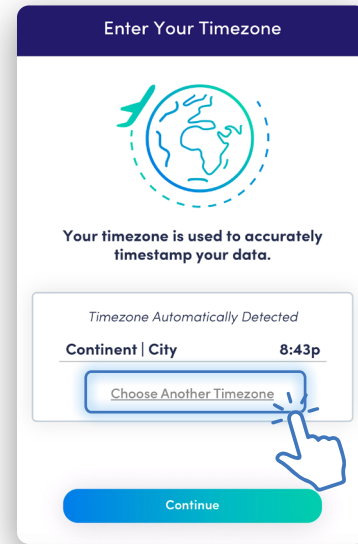 Enter Your Timezone
Your timezone is used to accurately
timestamp your data.
Timezone Automatically Detected
Continent | City 8:43p
Choose Another Timezone
Continue